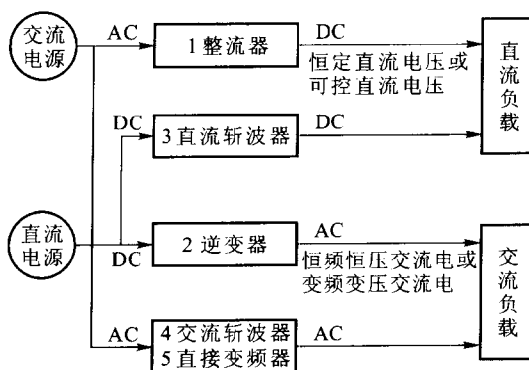 交流
电源
AC
1整流器
DC
恒定直流电压或
可控直流电压
直流负载
DC
3直流斩波器
DC
直流
电源
DC
2逆变器
AC
恒频恒压交流电或
变频变压交流电
交流负载
AC
4交流斩波器
5直接变频器
AC